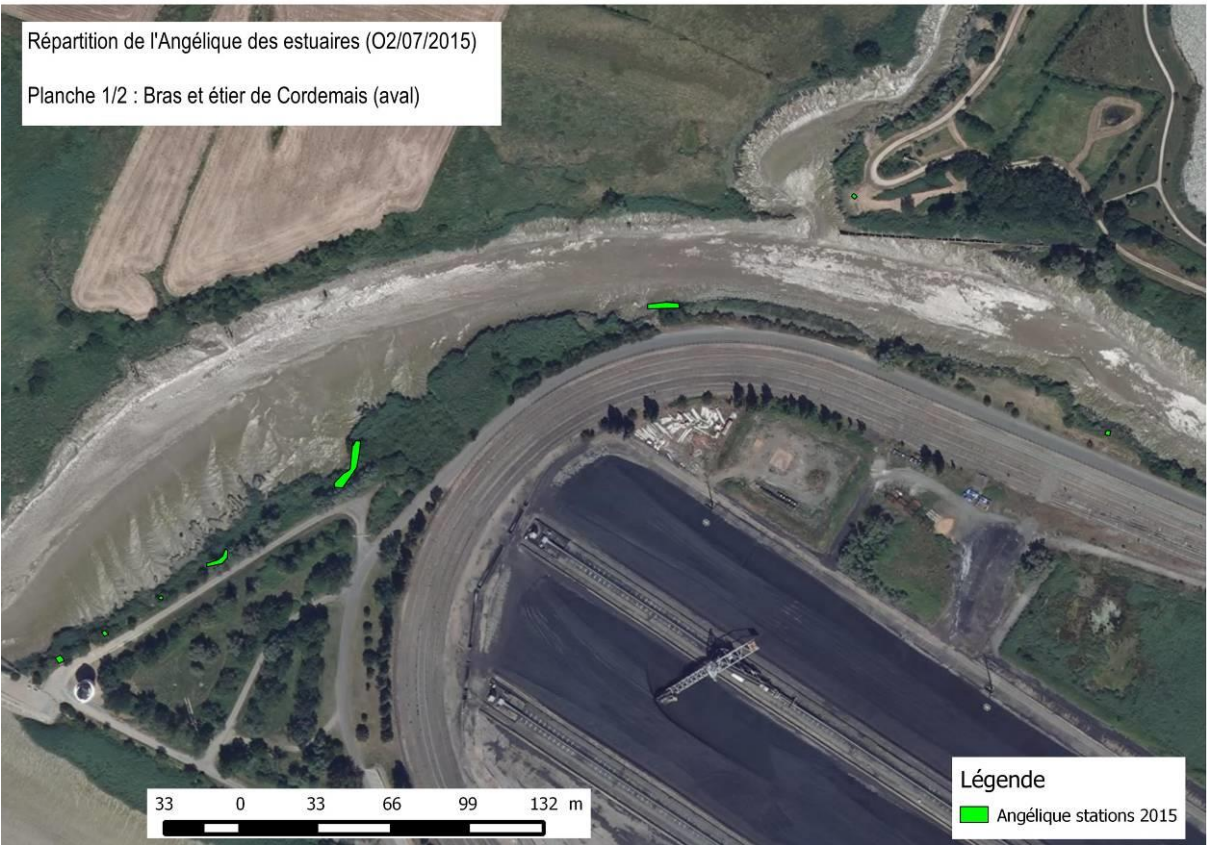 Répartition de l'Angélique des estuaires (O2/07/2015)
Planche 1/2 : Bras et étier de Cordemais (aval)
33 0 33 66 99 132 m
Légende
Angélique stations 2015